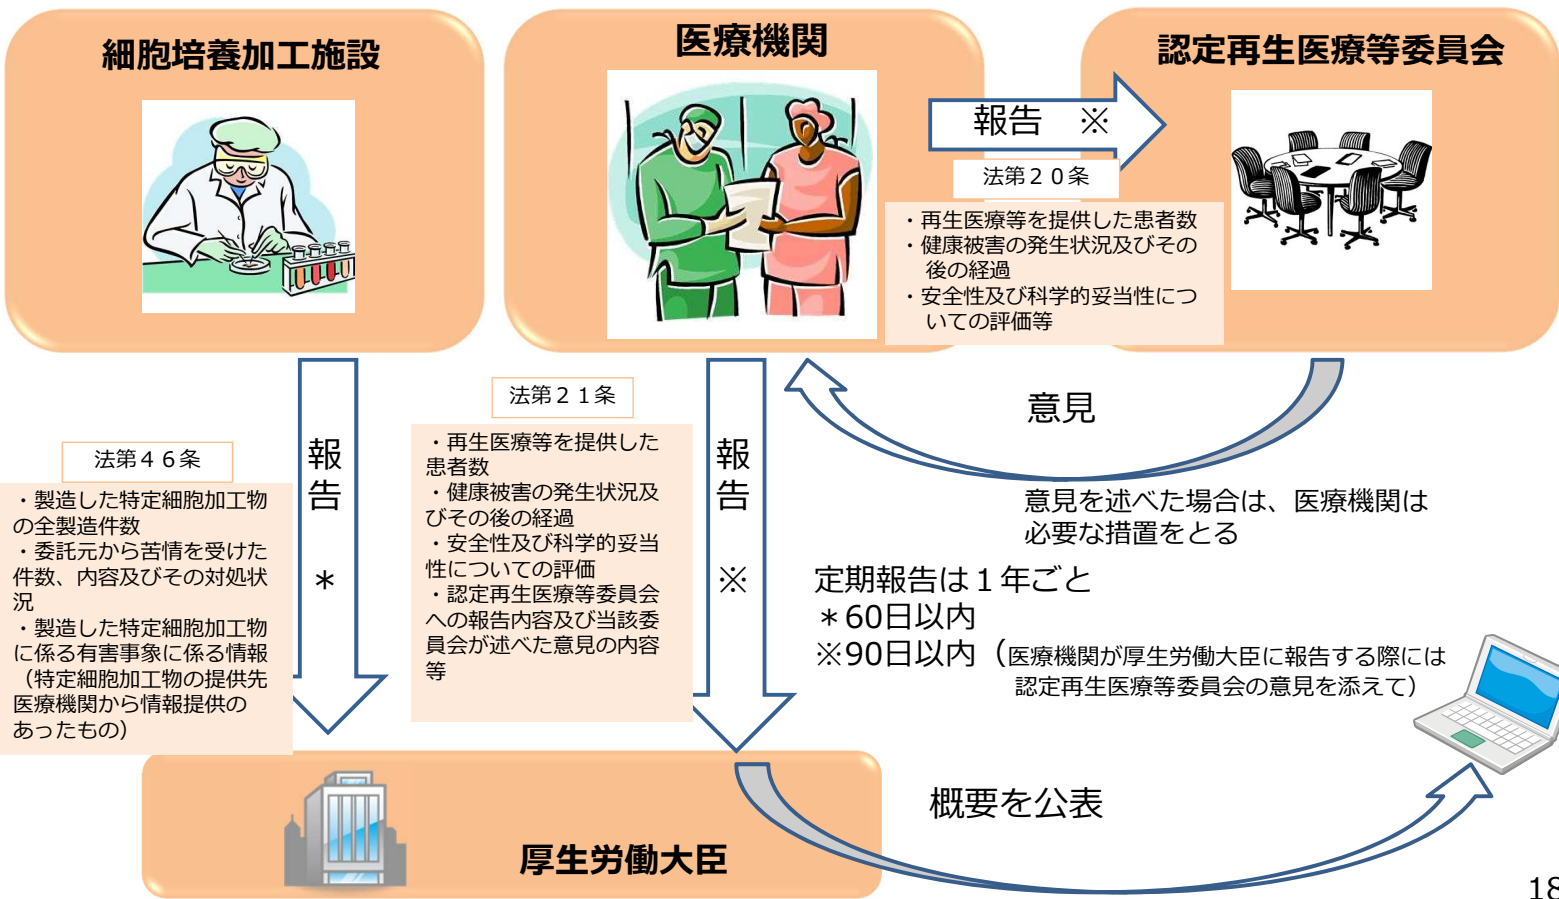 細胞培養加工施設
医療機関
認定再生医療等委員会
報告　※
法第２０条
・再生医療等を提供した患者数
・健康被害の発生状況及びその
後の経過
・安全性及び科学的妥当性につ
いての評価等
法第４６条
・製造した特定細胞加工物
の全製造件数
・委託元から苦情を受けた
件数、内容及びその対処状
況
・製造した特定細胞加工物
に係る有害事象に係る情報
（特定細胞加工物の提供先
医療機関から情報提供の
あったもの）
報
告
＊
法第２１条
・再生医療等を提供した
患者数
・健康被害の発生状況及
びその後の経過
・安全性及び科学的妥当
性についての評価
・認定再生医療等委員会
への報告内容及び当該委
員会が述べた意見の内容
等
報
告
※
意見
意見を述べた場合は、医療機関は
必要な措置をとる
定期報告は１年ごと
＊60日以内
※90日以内（医療機関が厚生労働大臣に報告する際には
認定再生医療等委員会の意見を添えて）
概要を公表
厚生労働大臣
18